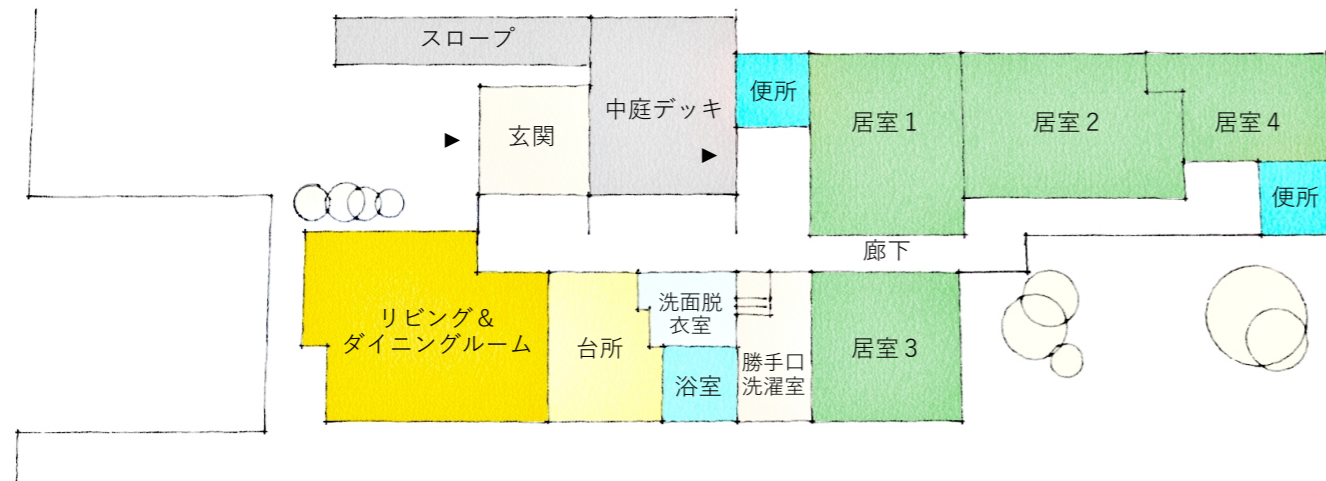 スロープ
中庭デッキ
便所
玄関
居室1
居室2
居室4
便所
廊下
リビング&
ダイニングルーム
台所
洗面脱
衣室
浴室
勝手口
洗濯室
居室3